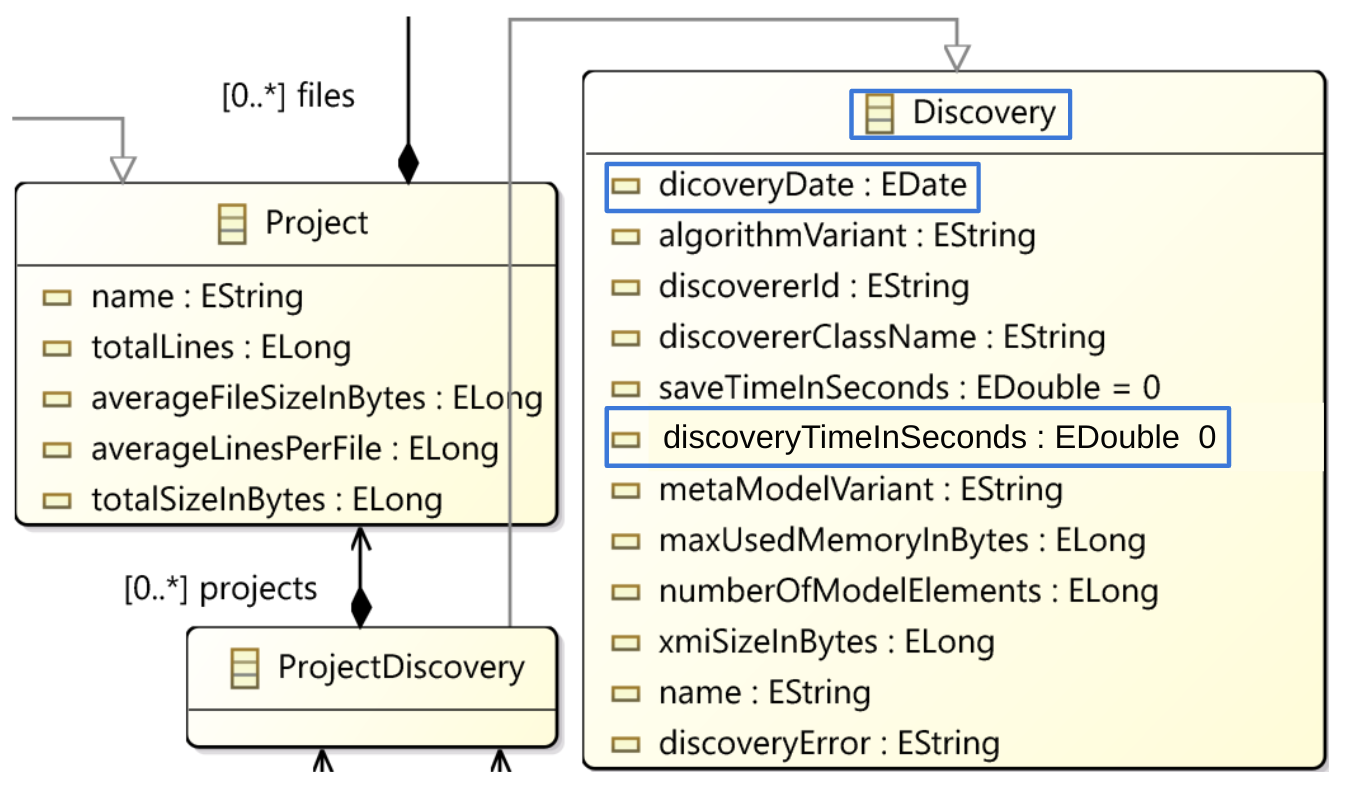 [0..*] files
Project
name : EString
totalLines : ELong
averageFileSizeInBytes : ELong
averageLinesPerFile : ELong
totalSizeInBytes : ELong
[0..*] projects
ProjectDiscovery
Discovery
dicoveryDate : EDate
algorithmVariant : EString
discovererId : EString
discovererClassName : EString
saveTimeInSeconds : EDouble = 0
discoveryTimeInSeconds : EDouble 0
metaModelVariant : EString
maxUsedMemoryInBytes : ELong
numberOfModelElements : ELong
xmiSizeInBytes : ELong
name : EString
discoveryError : EString